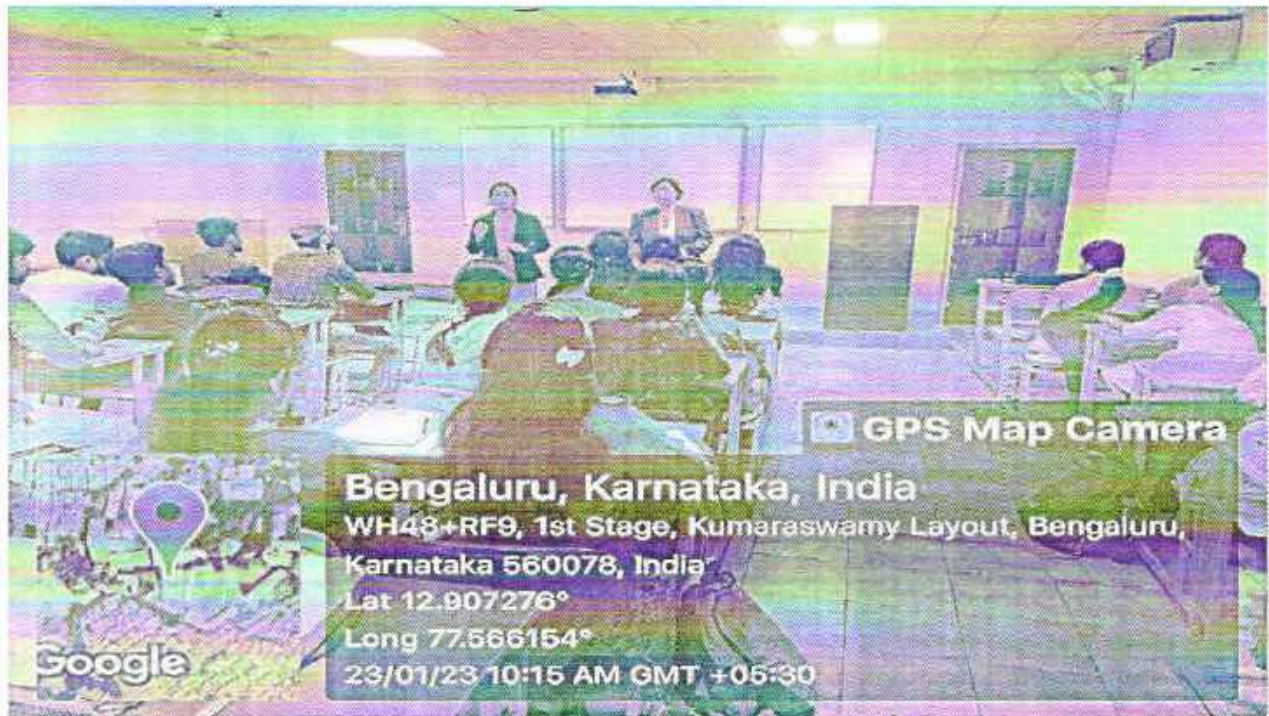 GPS Map Camera
Bengaluru, Karnataka, India
WH48+RF9, 1st Stage, Kumaraswamy Layout, Bengaluru,
Karnataka 560078, India
Lat 12.907276°
Long 77.566154°
23/01/23 10:15 AM GMT +05:30
Google